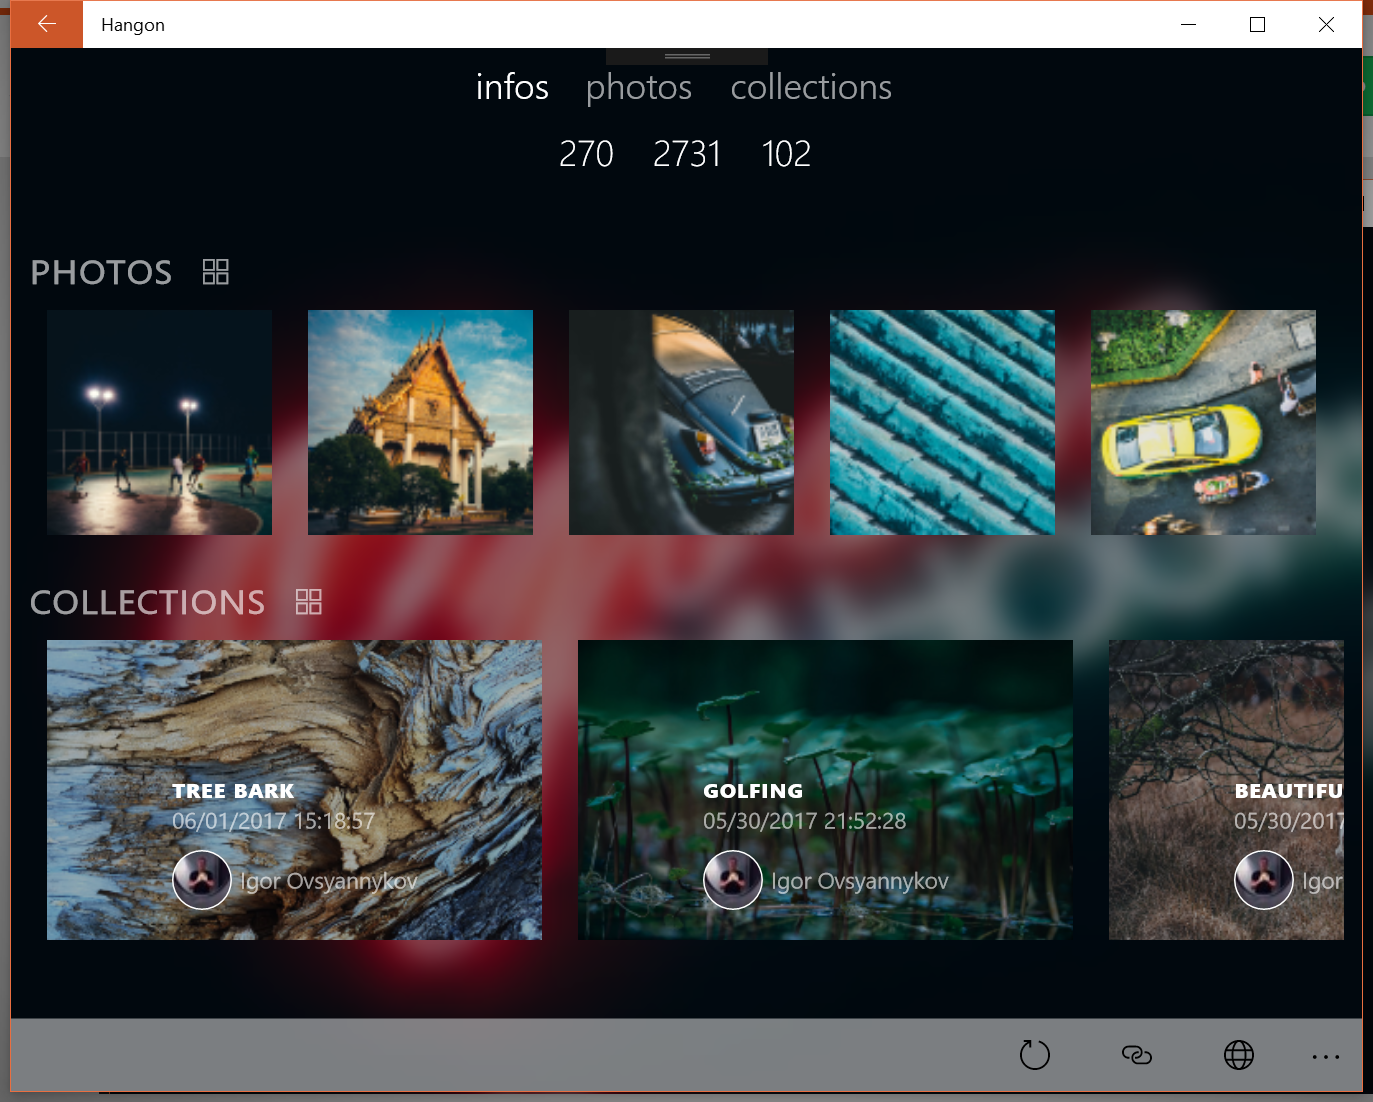 Hangon
infos photos collections
270 2731 102
PHOTOS
COLLECTIONS
TREE BARK
06/01/2017 15:18:57
Igor Ovsyannykov
GOLFING
05/30/2017 21:52:28
Igor Ovsyannykov
BEAUTIFU
05/30/2017
Igor